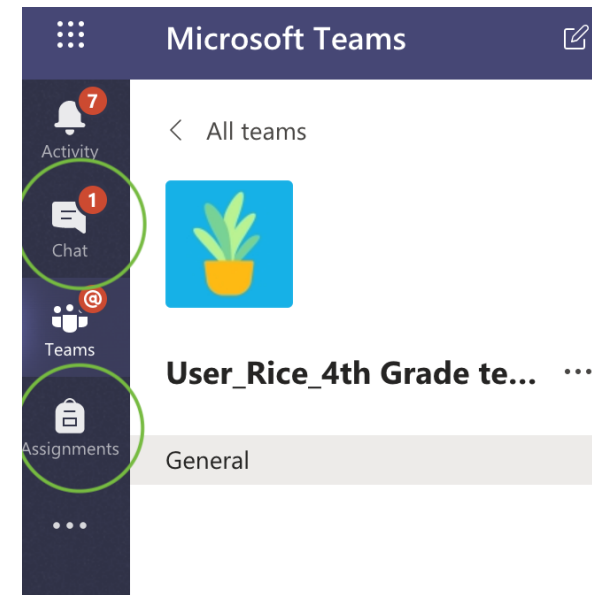 Microsoft Teams
7
Activity
All teams
1
Chat
@
Teams
User_Rice_4th Grade te...
Assignments
General